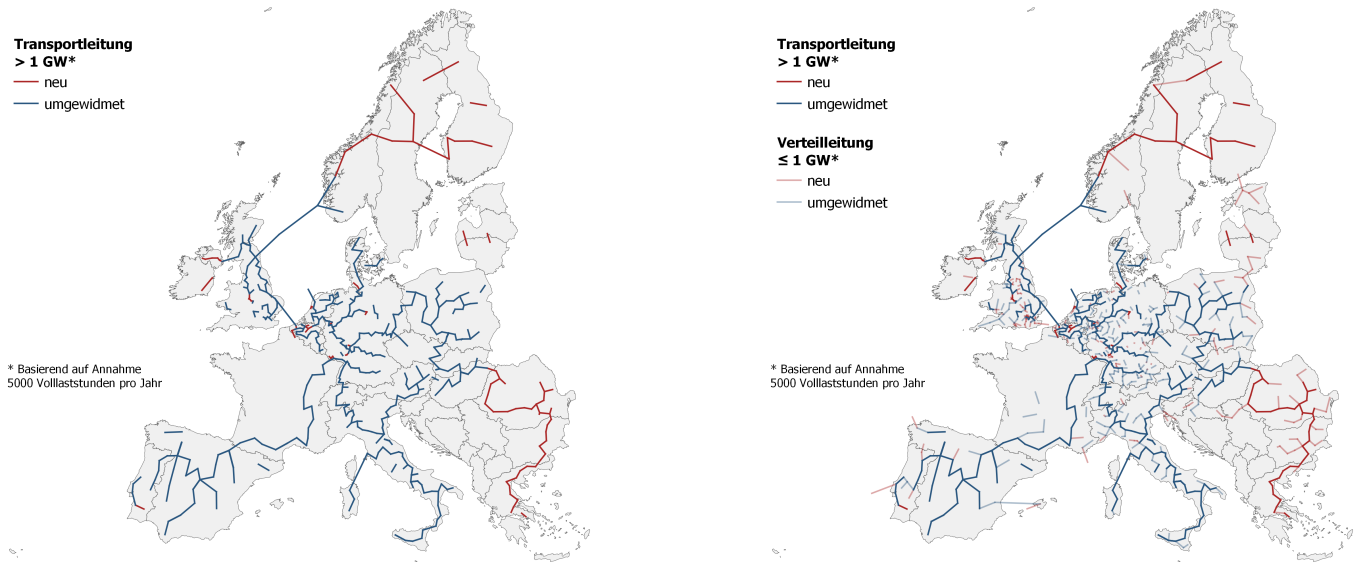 Transportleitung
> 1 GW*
neu
umgewidmet
* Basierend auf Annahme
5000 Volllaststunden pro Jahr
Transportleitung
> 1 GW*
neu
umgewidmet
Verteilleitung
≤ 1 GW*
neu
umgewidmet
* Basierend auf Annahme
5000 Volllaststunden pro Jahr